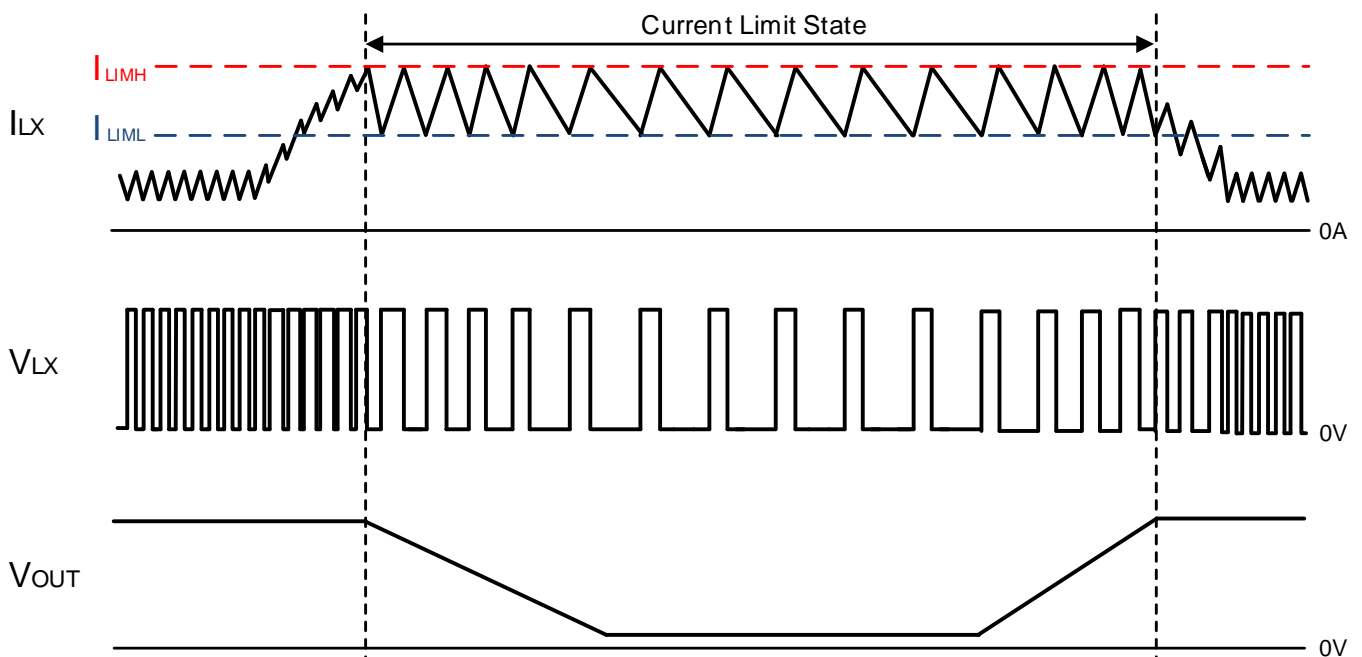 Current Limit State
ILIMH
ILX
ILIML
0A
VLX
0V
VOUT
0V